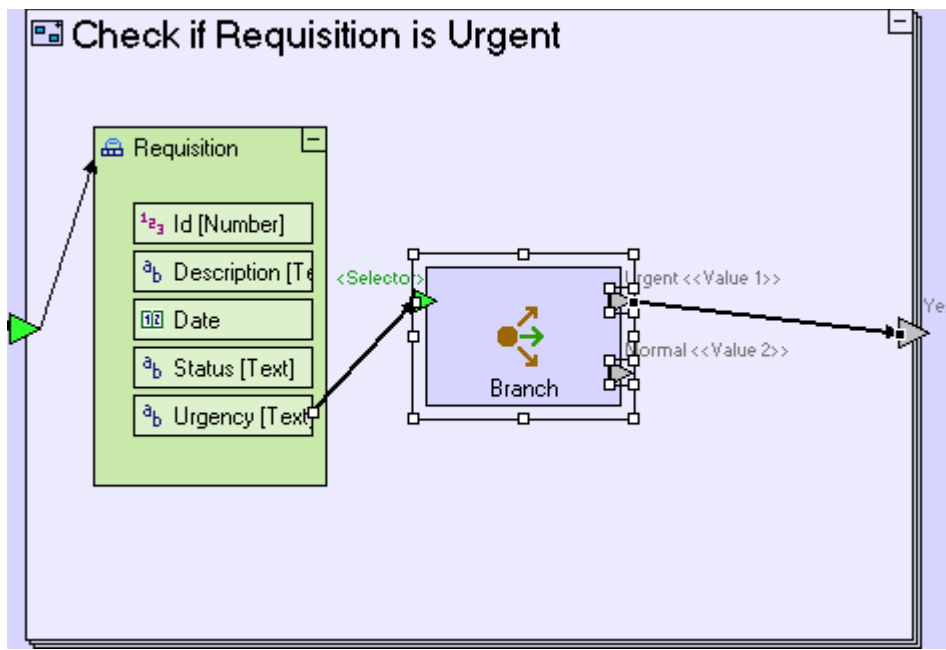 Check if Requisition is Urgent
Requisition
Id [Number]
Description [Te
Date
Status [Text]
Urgency [Text
<Selector>
Branch
Urgent <<Value 1>>
Normal <<Value 2>>
Ye